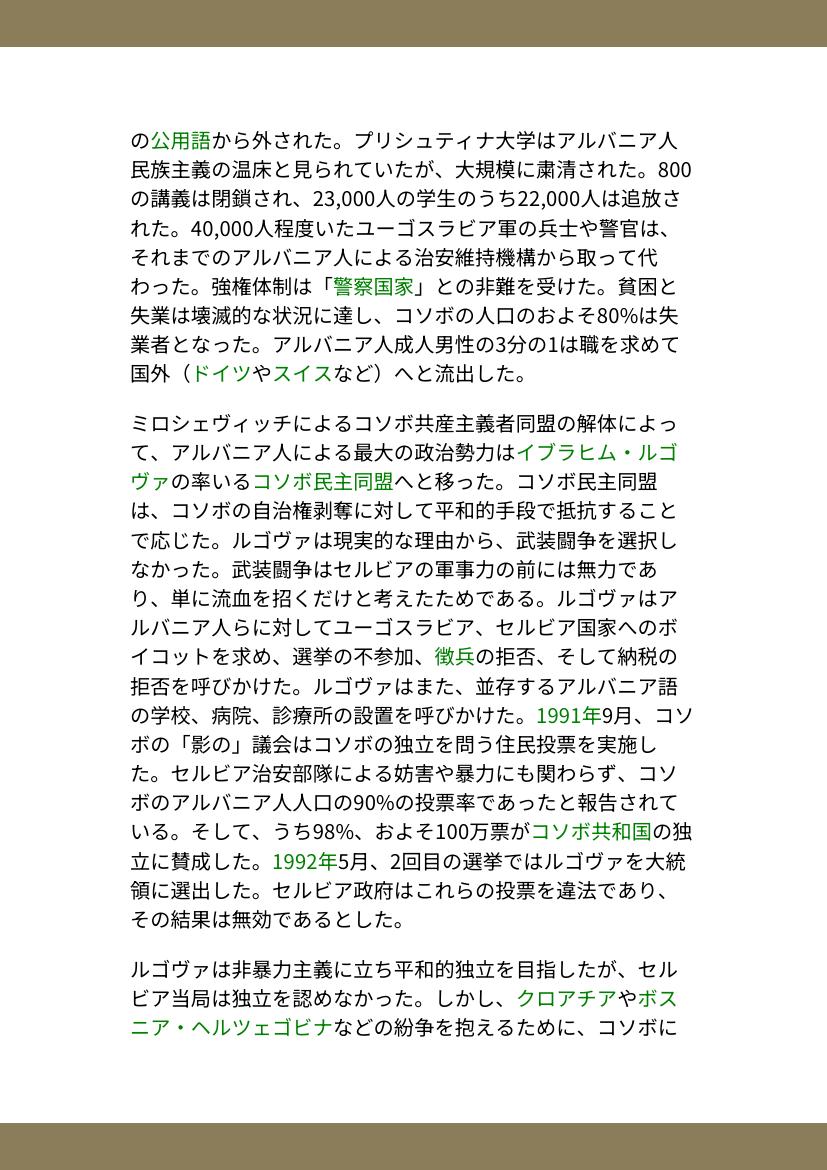 の公用語から外された。プリシュティナ大学はアルバニア人
民族主義の温床と見られていたが、大規模に粛清された。800
の講義は閉鎖され、23,000人の学生のうち22,000人は追放さ
れた。40,000人程度いたユーゴスラビア軍の兵士や警官は、
それまでのアルバニア人による治安維持機構から取って代
わった。強権体制は「警察国家」との非難を受けた。貧困と
失業は壊滅的な状況に達し、コソボの人口のおよそ80%は失
業者となった。アルバニア人成人男性の3分の1は職を求めて
国外（ドイツやスイスなど）へと流出した。
ミロシェヴィッチによるコソボ共産主義者同盟の解体によっ
て、アルバニア人による最大の政治勢力はイブラヒム・ルゴ
ヴァの率いるコソボ民主同盟へと移った。コソボ民主同盟
は、コソボの自治権剥奪に対して平和的手段で抵抗すること
で応じた。ルゴヴァは現実的な理由から、武装闘争を選択し
なかった。武装闘争はセルビアの軍事力の前には無力であ
り、単に流血を招くだけと考えたためである。ルゴヴァはア
ルバニア人らに対してユーゴスラビア、セルビア国家へのボ
イコットを求め、選挙の不参加、徴兵の拒否、そして納税の
拒否を呼びかけた。ルゴヴァはまた、並存するアルバニア語
の学校、病院、診療所の設置を呼びかけた。1991年9月、コソ
ボの「影の」議会はコソボの独立を問う住民投票を実施し
た。セルビア治安部隊による妨害や暴力にも関わらず、コソ
ボのアルバニア人人口の90%の投票率であったと報告されて
いる。そして、うち98%、およそ100万票がコソボ共和国の独
立に賛成した。1992年5月、2回目の選挙ではルゴヴァを大統
領に選出した。セルビア政府はこれらの投票を違法であり、
その結果は無効であるとした。
ルゴヴァは非暴力主義に立ち平和的独立を目指したが、セル
ビア当局は独立を認めなかった。しかし、クロアチアやボス
ニア・ヘルツェゴビナなどの紛争を抱えるために、コソボに